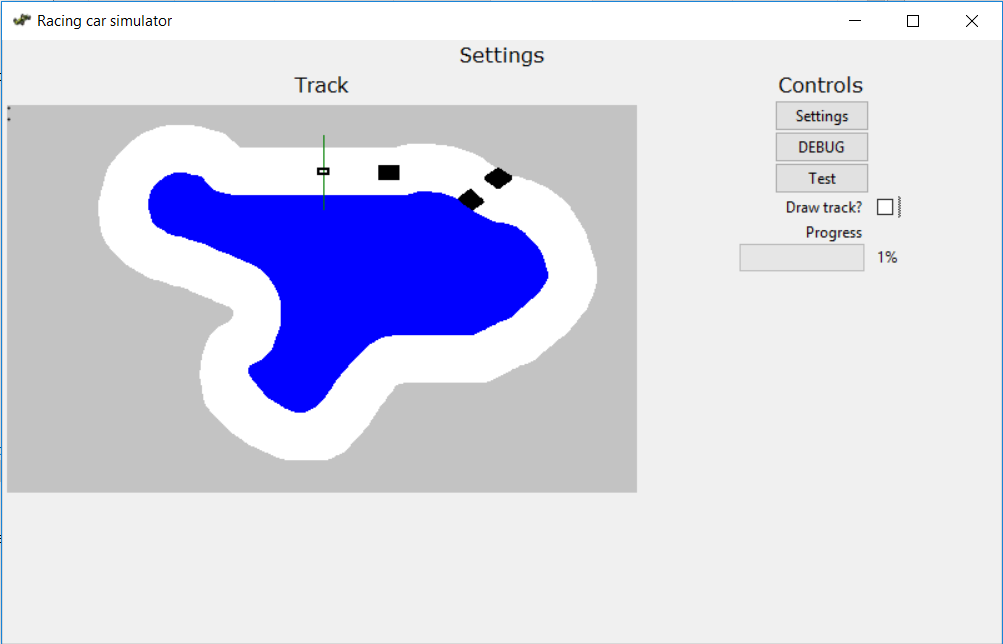 Racing car simulator
Settings
Track
Controls
Settings
DEBUG
Test
Draw track?
Progress
1%